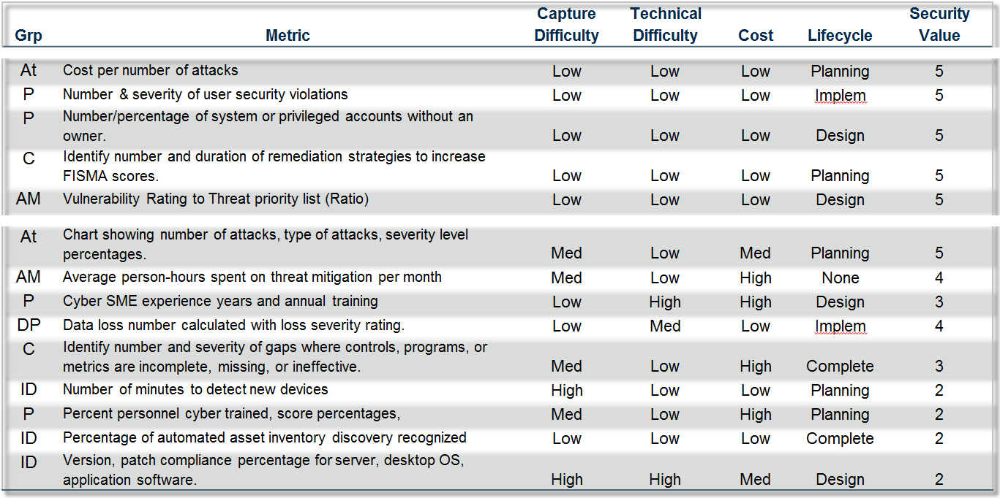 Capture Technical Security
Grp Metric Difficulty Difficulty Cost Lifecycle Value
At Cost per number of attacks Low Low Low Planning 5
P Number & severity of user security violations Low Low Low Implem 5
P Number/percentage of system or privileged accounts without an
owner. Low Low Low Design 5
C Identify number and duration of remediation strategies to increase
FISMA scores. Low Low Low Planning 5
AM Vulnerability Rating to Threat priority list (Ratio) Low Low Low Design 5
At Chart showing number of attacks, type of attacks, severity level
percentages. Med Low Med Planning 5
AM Average person-hours spent on threat mitigation per month Med Low High None 4
P Cyber SME experience years and annual training Low High High Design 3
DP Data loss number calculated with loss severity rating. Low Med Low Implem 4
C Identify number and severity of gaps where controls, programs, or
metrics are incomplete, missing, or ineffective. Med Low High Complete 3
ID Number of minutes to detect new devices High Low Low Planning 2
P Percent personnel cyber trained, score percentages, Med Low High Planning 2
ID Percentage of automated asset inventory discovery recognized Low Low Low Complete 2
ID Version, patch compliance percentage for server, desktop OS,
application software. High High Med Design 2